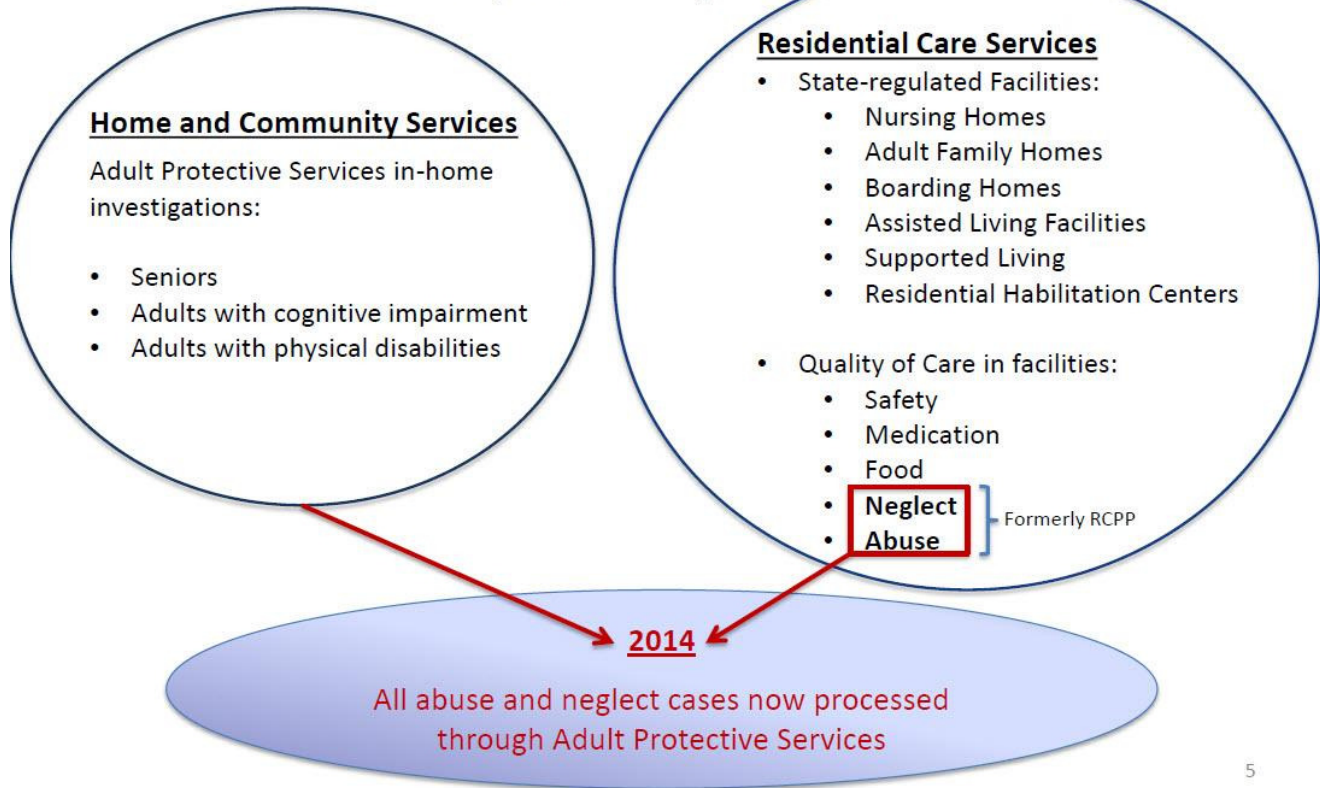 Home and Community Services
Adult Protective Services in-home
investigations:
• Seniors
• Adults with cognitive impairment
• Adults with physical disabilities
Residential Care Services
• State-regulated Facilities:
• Nursing Homes
• Adult Family Homes
• Boarding Homes
• Assisted Living Facilities
• Supported Living
• Residential Habilitation Centers
• Quality of Care in facilities:
• Safety
• Medication
• Food
• Neglect
• Abuse
Formerly RCPP
2014
All abuse and neglect cases now processed
through Adult Protective Services
5